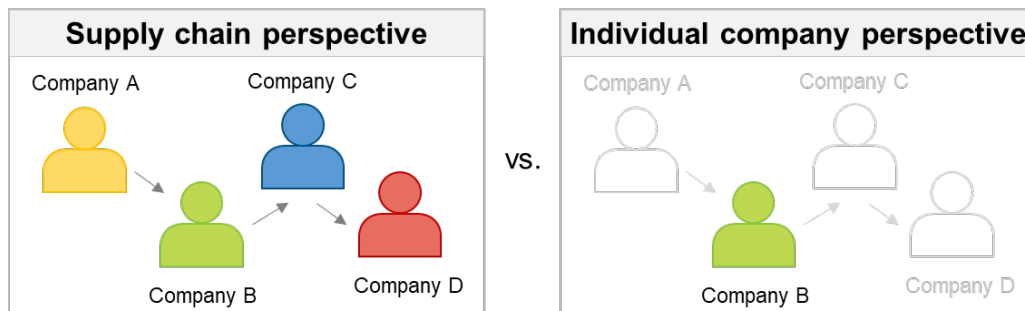 Supply chain perspective
Company A
Company C
Company B
Company D
vs.
Individual company perspective
Company A
Company C
Company B
Company D